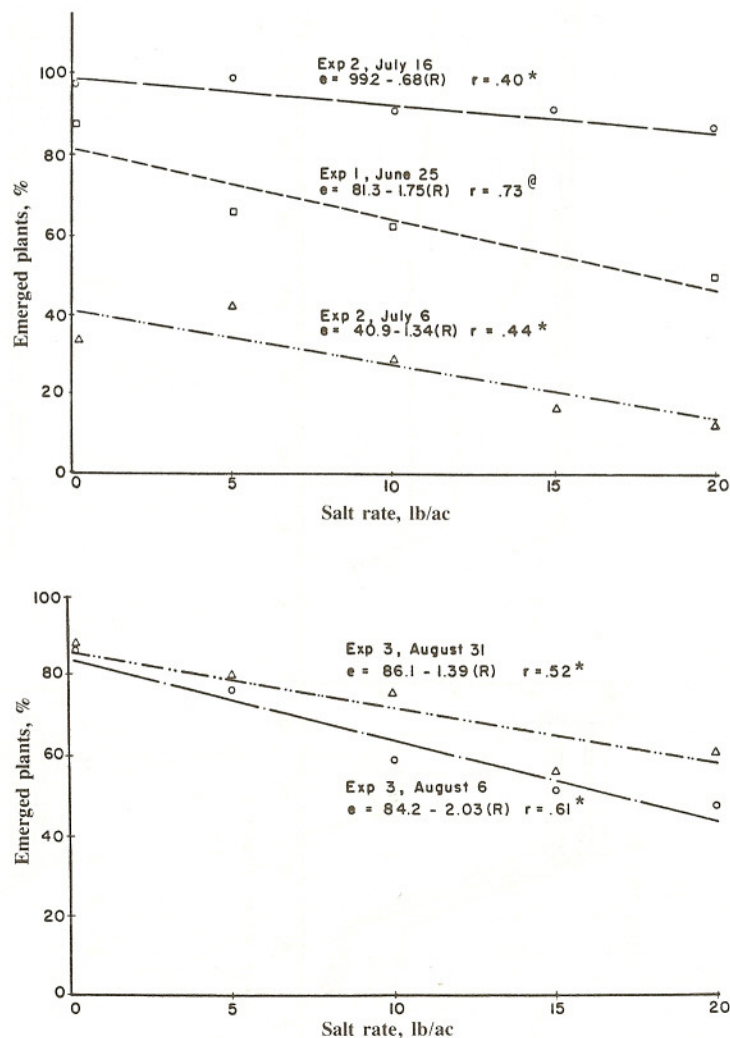 Exp 2, July 16
e = 992 - .68(R) r = .40 *
Exp 1, June 25
e = 81.3 - 1.75(R) r = .73 @
Exp 2, July 6
e = 40.9 - 1.34(R) r = .44 *
Emerged plants, %
100
80
60
40
20
0
0 5 10 15 20
Salt rate, lb/ac
Exp 3, August 31
e = 86.1 - 1.39 (R) r = .52 *
Exp 3, August 6
e = 84.2 - 2.03 (R) r = .61 *
Emerged plants, %
100
80
60
40
20
0
0 5 10 15 20
Salt rate, lb/ac